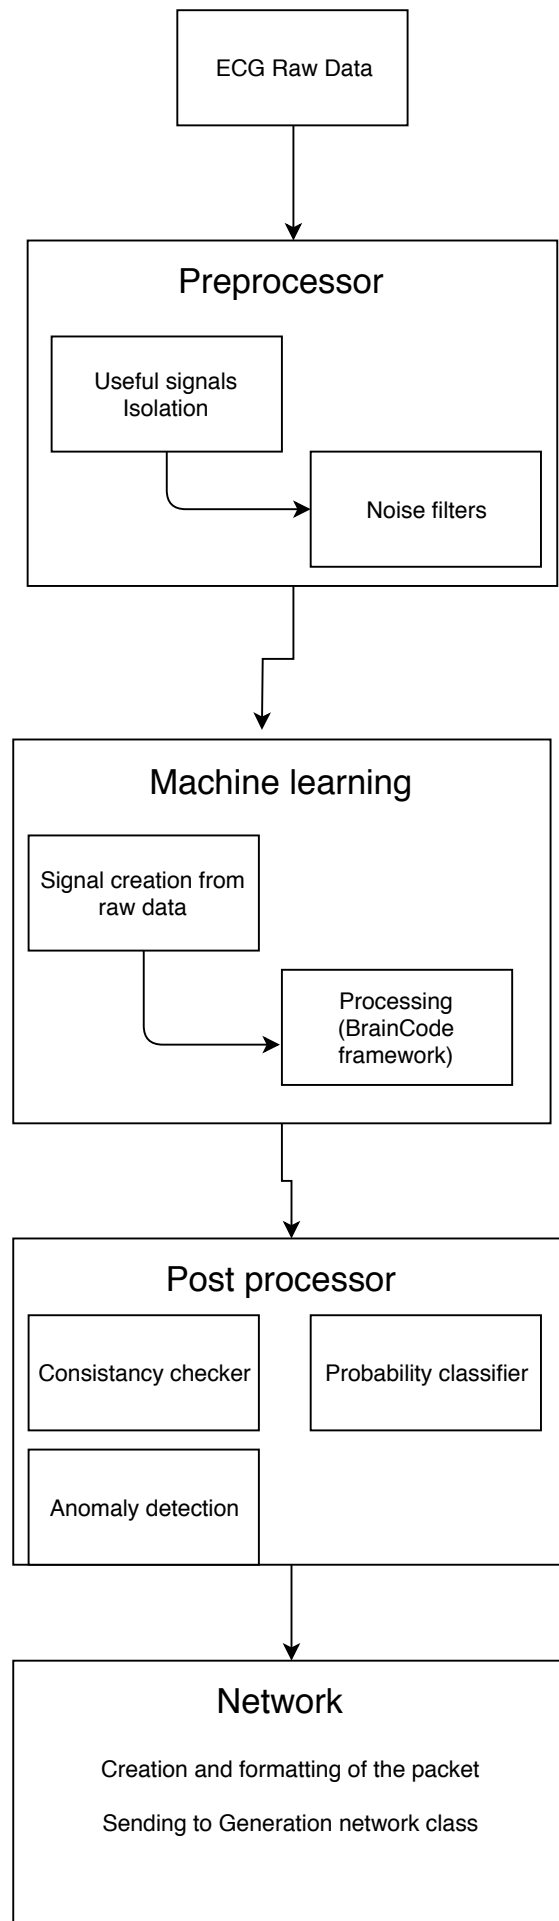 ECG Raw Data
Preprocessor
Useful signals
Isolation
Noise filters
Machine learning
Signal creation from
raw data
Processing
(BrainCode
framework)
Post processor
Consistancy checker
Probability classifier
Anomaly detection
Network
Creation and formatting of the packet
Sending to Generation network class